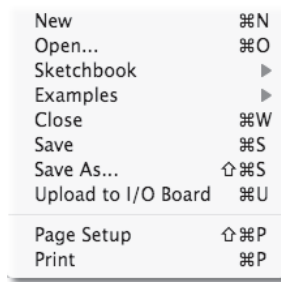 New ⌘N
Open... ⌘O
Sketchbook ▶
Examples ▶
Close ⌘W
Save ⌘S
Save As... ⇧⌘S
Upload to I/O Board ⌘U
Page Setup ⇧⌘P
Print ⌘P